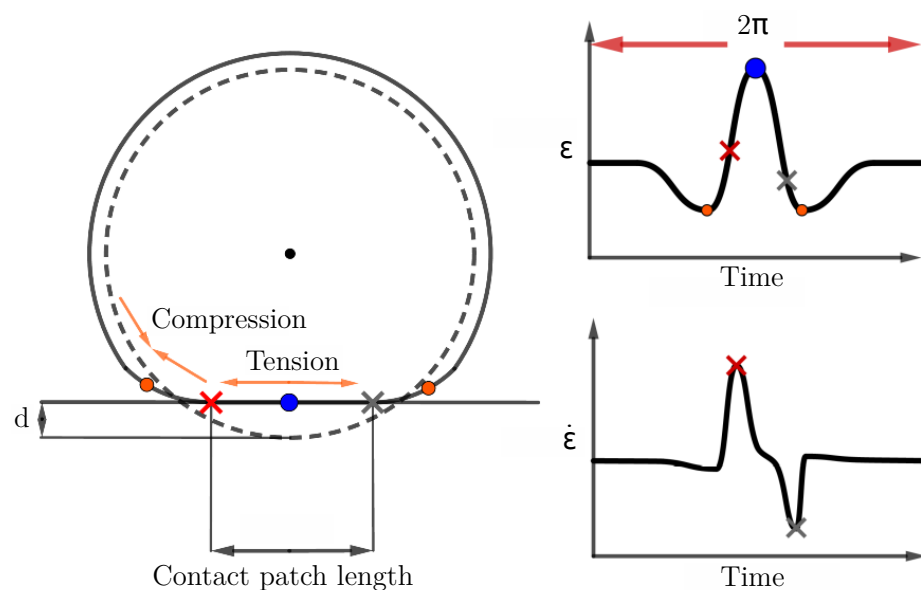 Compression
Tension
d
Contact patch length
2π
ε
Time
ε̇
Time